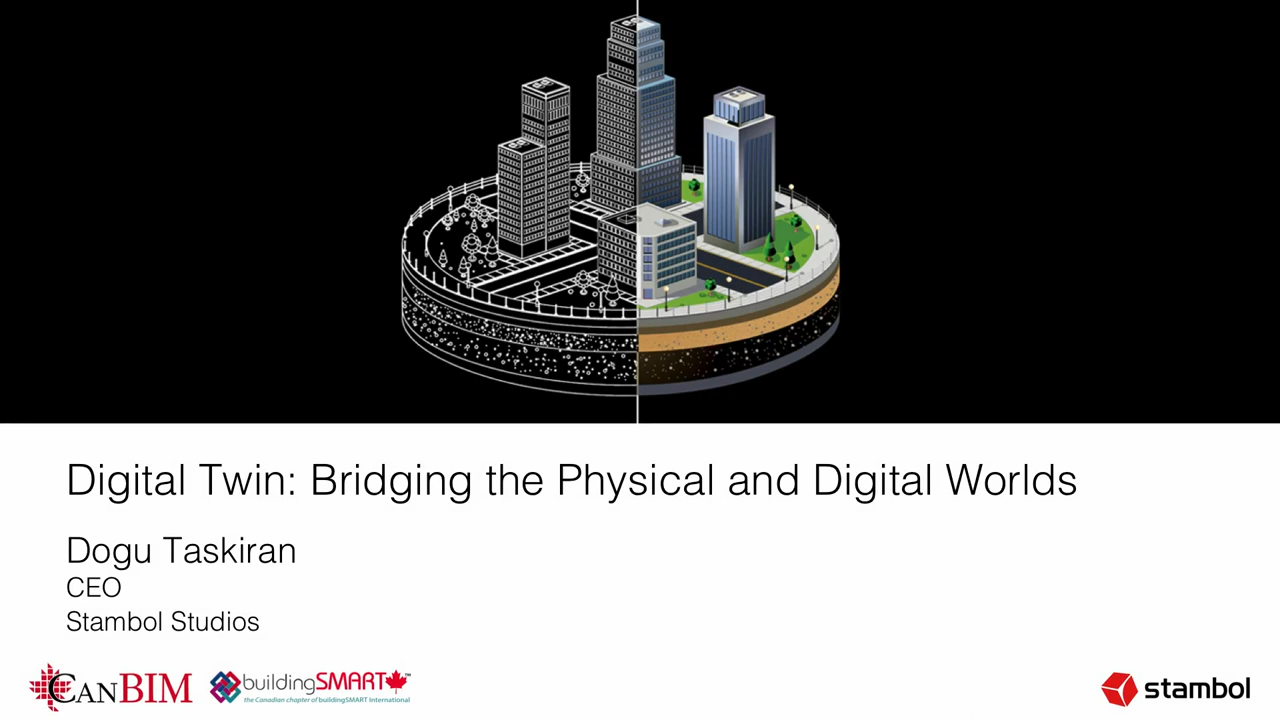 Digital Twin: Bridging the Physical and Digital Worlds
Dogu Taskiran
CEO
Stambol Studios
CANBIM
buildingSMART™
the Canadian chapter of buildingSMART International
stambol